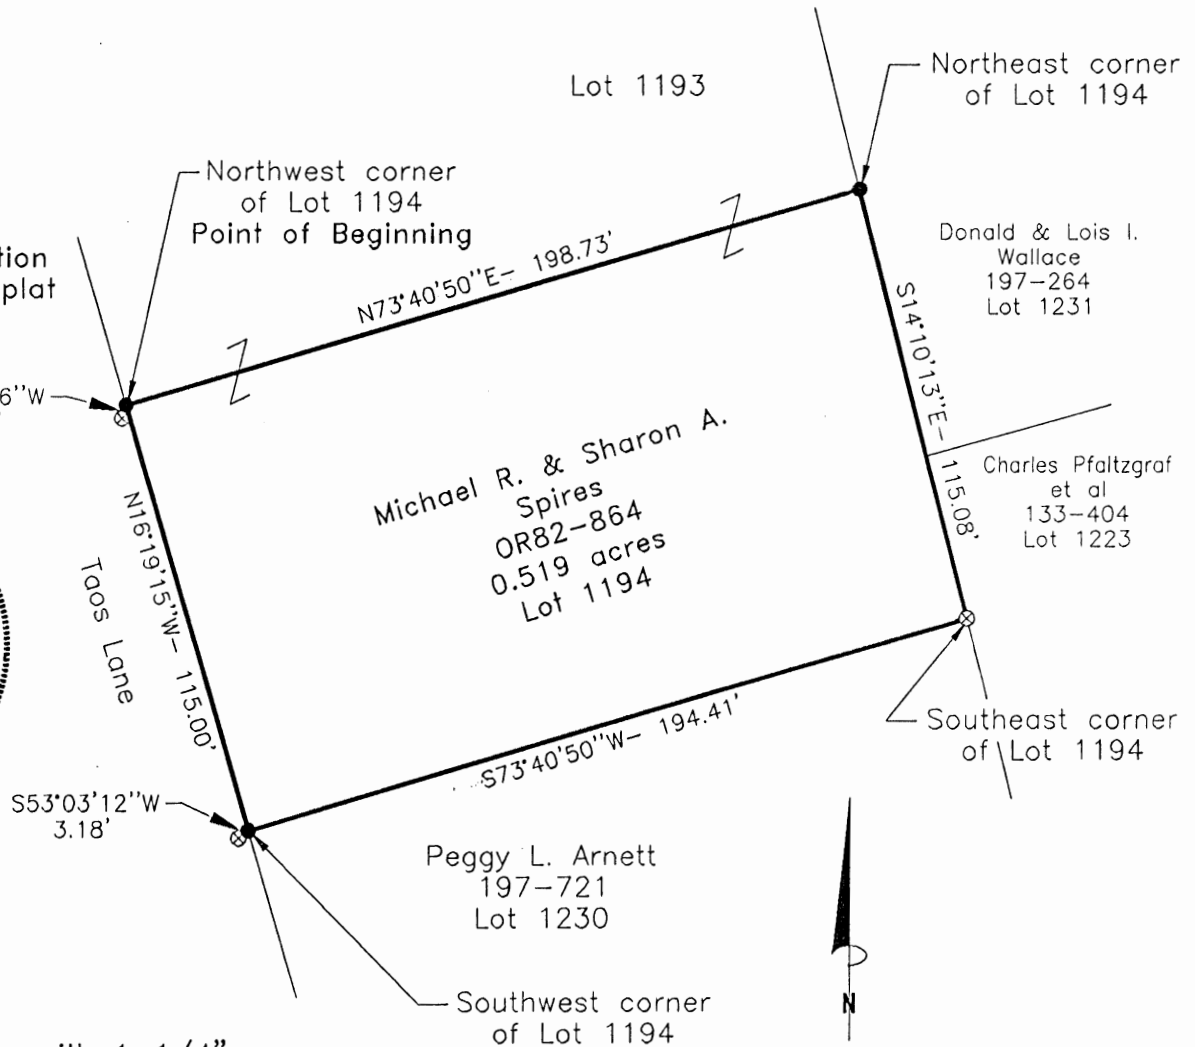 Lot 1193
Northeast corner
of Lot 1194
Northwest corner
of Lot 1194
Point of Beginning
plat
Donald & Lois I.
Wallace
197-264
Lot 1231
N73°40'50"E- 198.73'
S14°10'13"E- 115.08'
6"W
Michael R. & Sharon A.
Spires
OR82-864
0.519 acres
Lot 1194
Charles Pfaltzgraf
et al
133-404
Lot 1223
N16°19'15"W- 115.00'
Taos Lane
Southeast corner
of Lot 1194
S73°40'50"W- 194.41'
S53°03'12"W
3.18'
Peggy L. Arnett
197-721
Lot 1230
N
Southwest corner
of Lot 1194